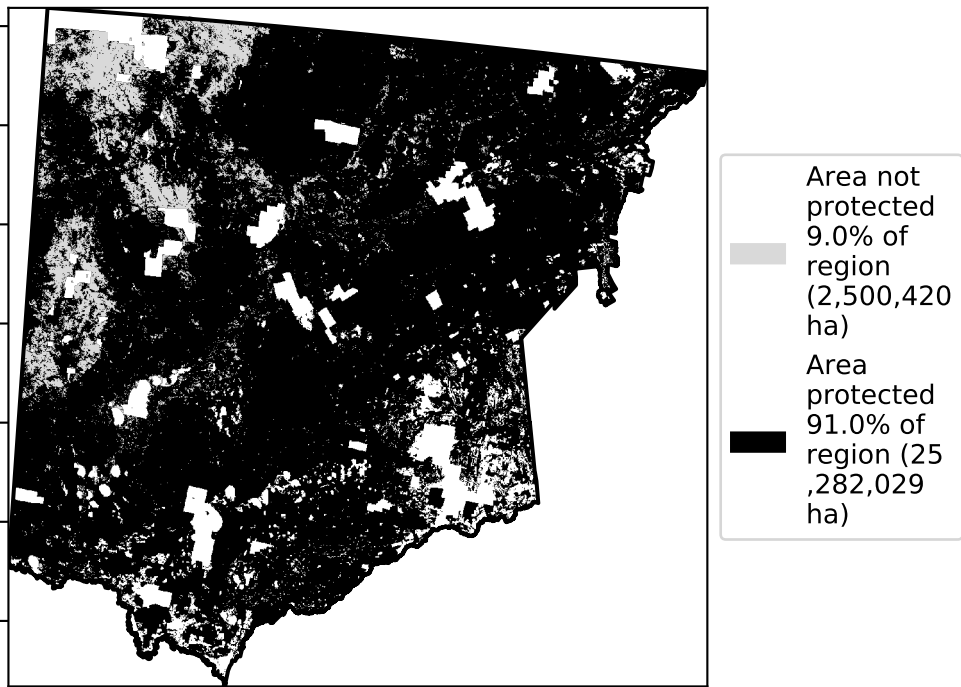 Area not
protected
9.0% of
region
(2,500,420
ha)
Area
protected
91.0% of
region (25
,282,029
ha)